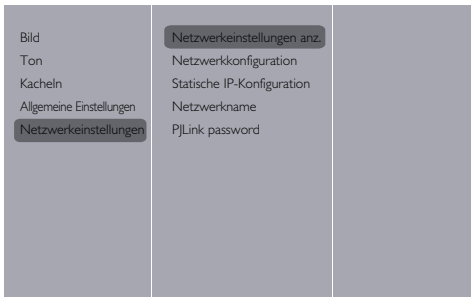 Bild
Ton
Kacheln
Allgemeine Einstellungen
Netzwerkeinstellungen
Netzwerkeinstellungen anz.
Netzwerkkonfiguration
Statische IP-Konfiguration
Netzwerkname
PJLink password